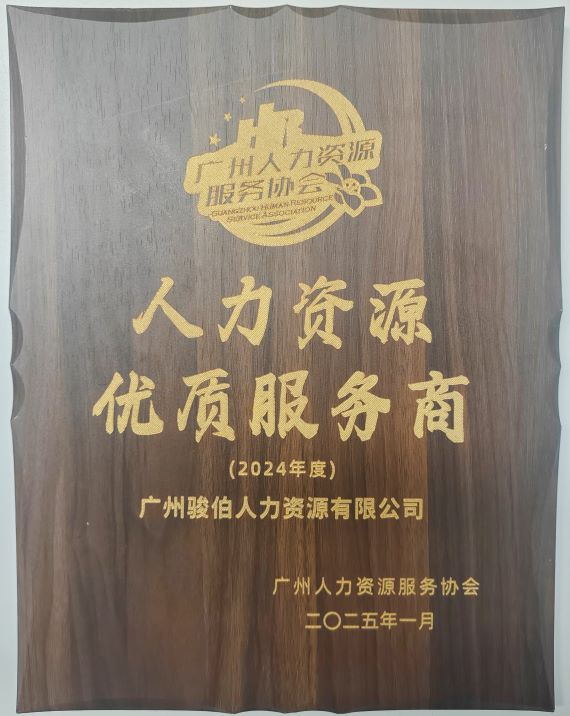 广州人力资源
服务协会
GUANGZHOU HUMAN RESOURCE
SERVICE ASSOCIATION
人力资源
优质服务商
(2024年度)
广州骏伯人力资源有限公司
广州人力资源服务协会
二〇二五年一月